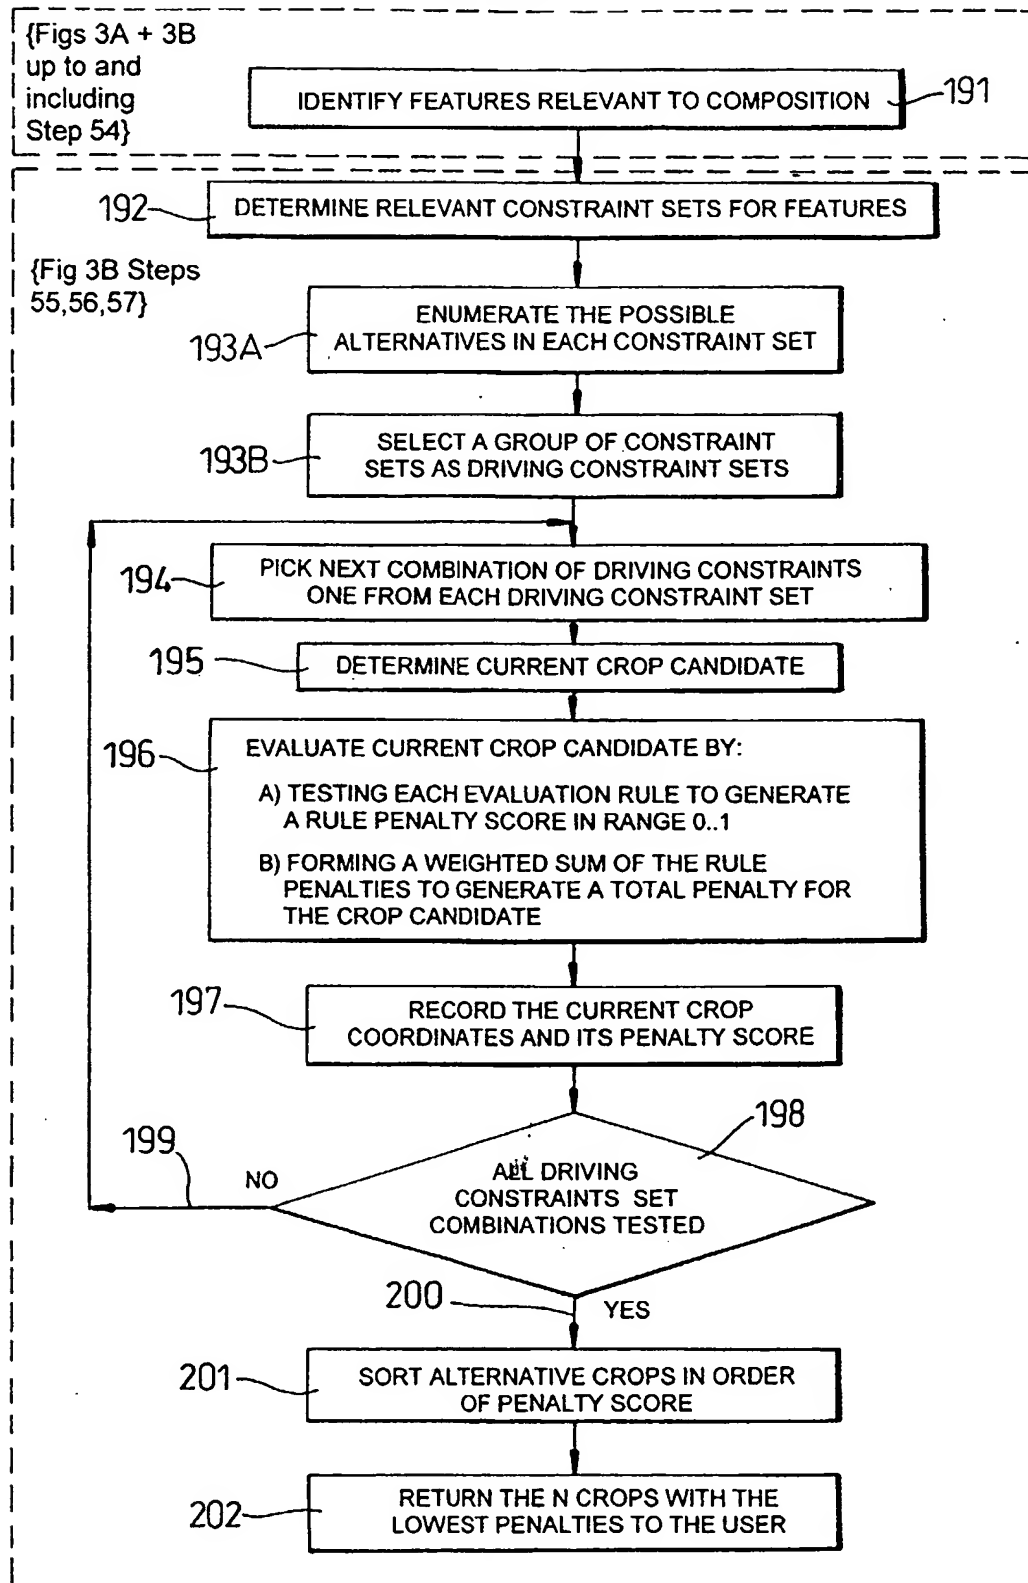 {Figs 3A + 3B
up to and
including
Step 54}
IDENTIFY FEATURES RELEVANT TO COMPOSITION
191
192
DETERMINE RELEVANT CONSTRAINT SETS FOR FEATURES
{Fig 3B Steps
55,56,57}
ENUMERATE THE POSSIBLE
ALTERNATIVES IN EACH CONSTRAINT SET
193A
SELECT A GROUP OF CONSTRAINT
SETS AS DRIVING CONSTRAINT SETS
193B
194
PICK NEXT COMBINATION OF DRIVING CONSTRAINTS
ONE FROM EACH DRIVING CONSTRAINT SET
195
DETERMINE CURRENT CROP CANDIDATE
196
EVALUATE CURRENT CROP CANDIDATE BY:
A) TESTING EACH EVALUATION RULE TO GENERATE
A RULE PENALTY SCORE IN RANGE 0..1
B) FORMING A WEIGHTED SUM OF THE RULE
PENALTIES TO GENERATE A TOTAL PENALTY FOR
THE CROP CANDIDATE
197
RECORD THE CURRENT CROP
COORDINATES AND ITS PENALTY SCORE
198
199
NO
ALL DRIVING
CONSTRAINTS SET
COMBINATIONS TESTED
200
YES
201
SORT ALTERNATIVE CROPS IN ORDER
OF PENALTY SCORE
202
RETURN THE N CROPS WITH THE
LOWEST PENALTIES TO THE USER